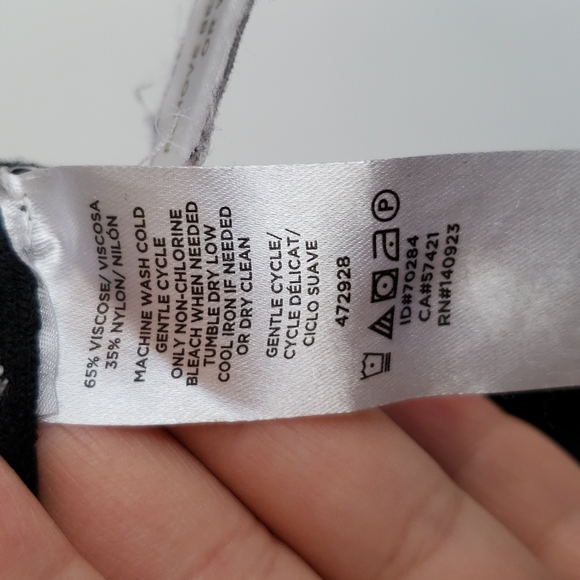 65% VISCOSE/ VISCOSA
35% NYLON/ NILÓN
MACHINE WASH COLD
GENTLE CYCLE
ONLY NON-CHLORINE
BLEACH WHEN NEEDED
TUMBLE DRY LOW
COOL IRON IF NEEDED
OR DRY CLEAN
GENTLE CYCLE/
CYCLE DÉLICAT/
CICLO SUAVE
472928
P
ID#70284
CA#57421
RN#140923